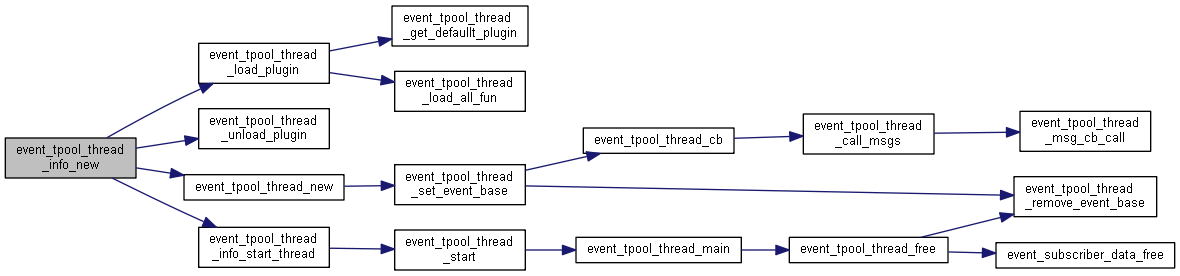 event_tpool_thread
_info_new
event_tpool_thread
_load_plugin
event_tpool_thread
_get_defaullt_plugin
event_tpool_thread
_load_all_fun
event_tpool_thread
_unload_plugin
event_tpool_thread_new
event_tpool_thread
_set_event_base
event_tpool_thread_cb
event_tpool_thread
_call_msgs
event_tpool_thread
_msg_cb_call
event_tpool_thread
_remove_event_base
event_tpool_thread
_info_start_thread
event_tpool_thread
_start
event_tpool_thread_main
event_tpool_thread_free
event_subscriber_data_free